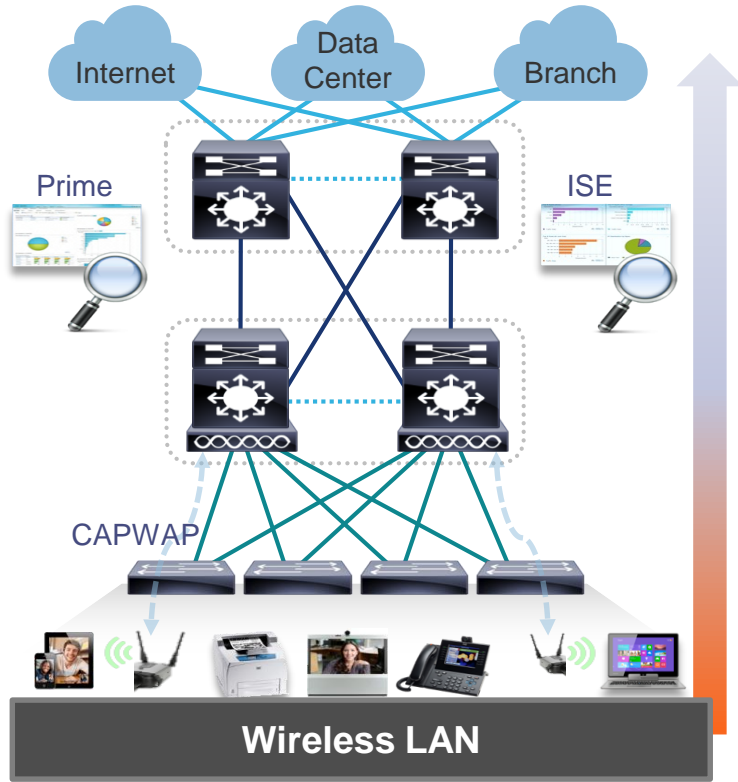 Internet
Data
Center
Branch
Prime
ISE
CAPWAP
Wireless LAN